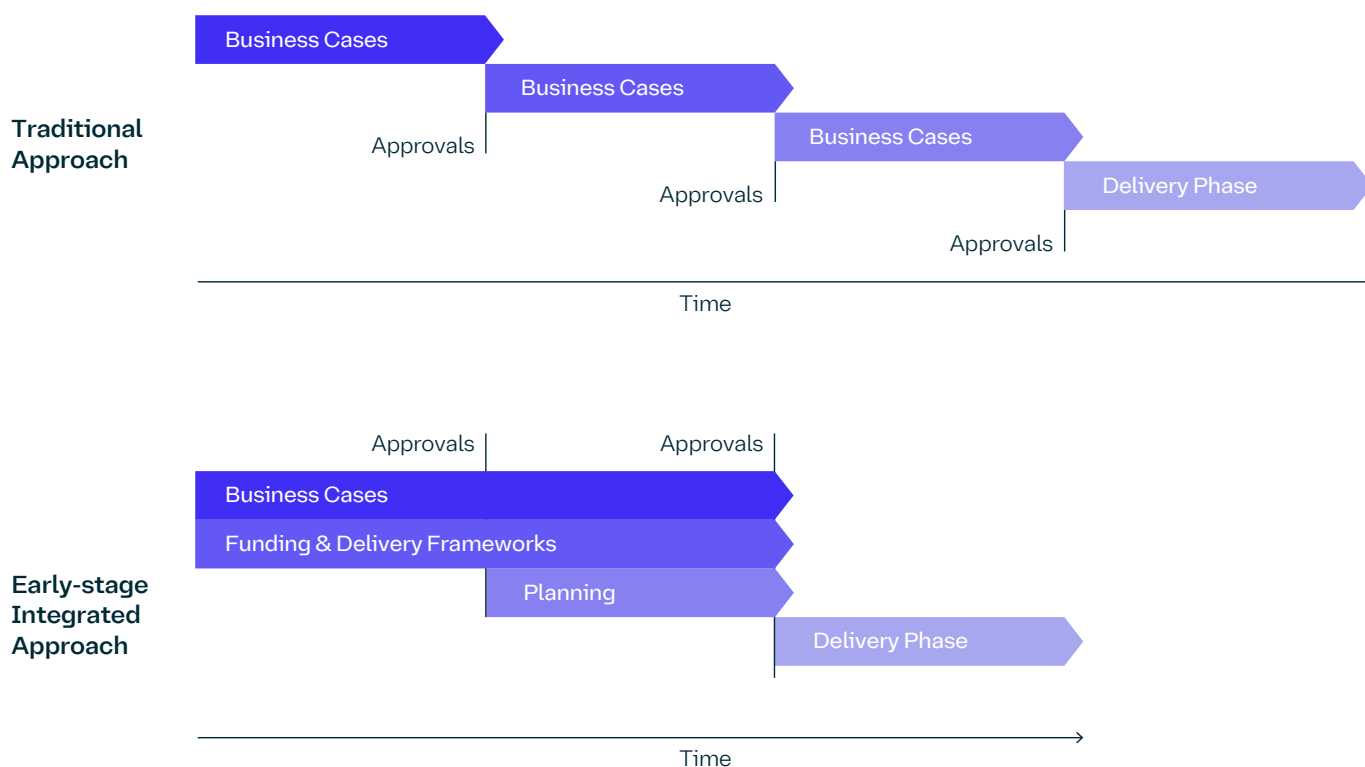 Business Cases
Business Cases
Traditional
Approach
Approvals
Business Cases
Approvals
Delivery Phase
Approvals
Time
Approvals
Approvals
Business Cases
Funding & Delivery Frameworks
Early-stage
Integrated
Approach
Planning
Delivery Phase
Time